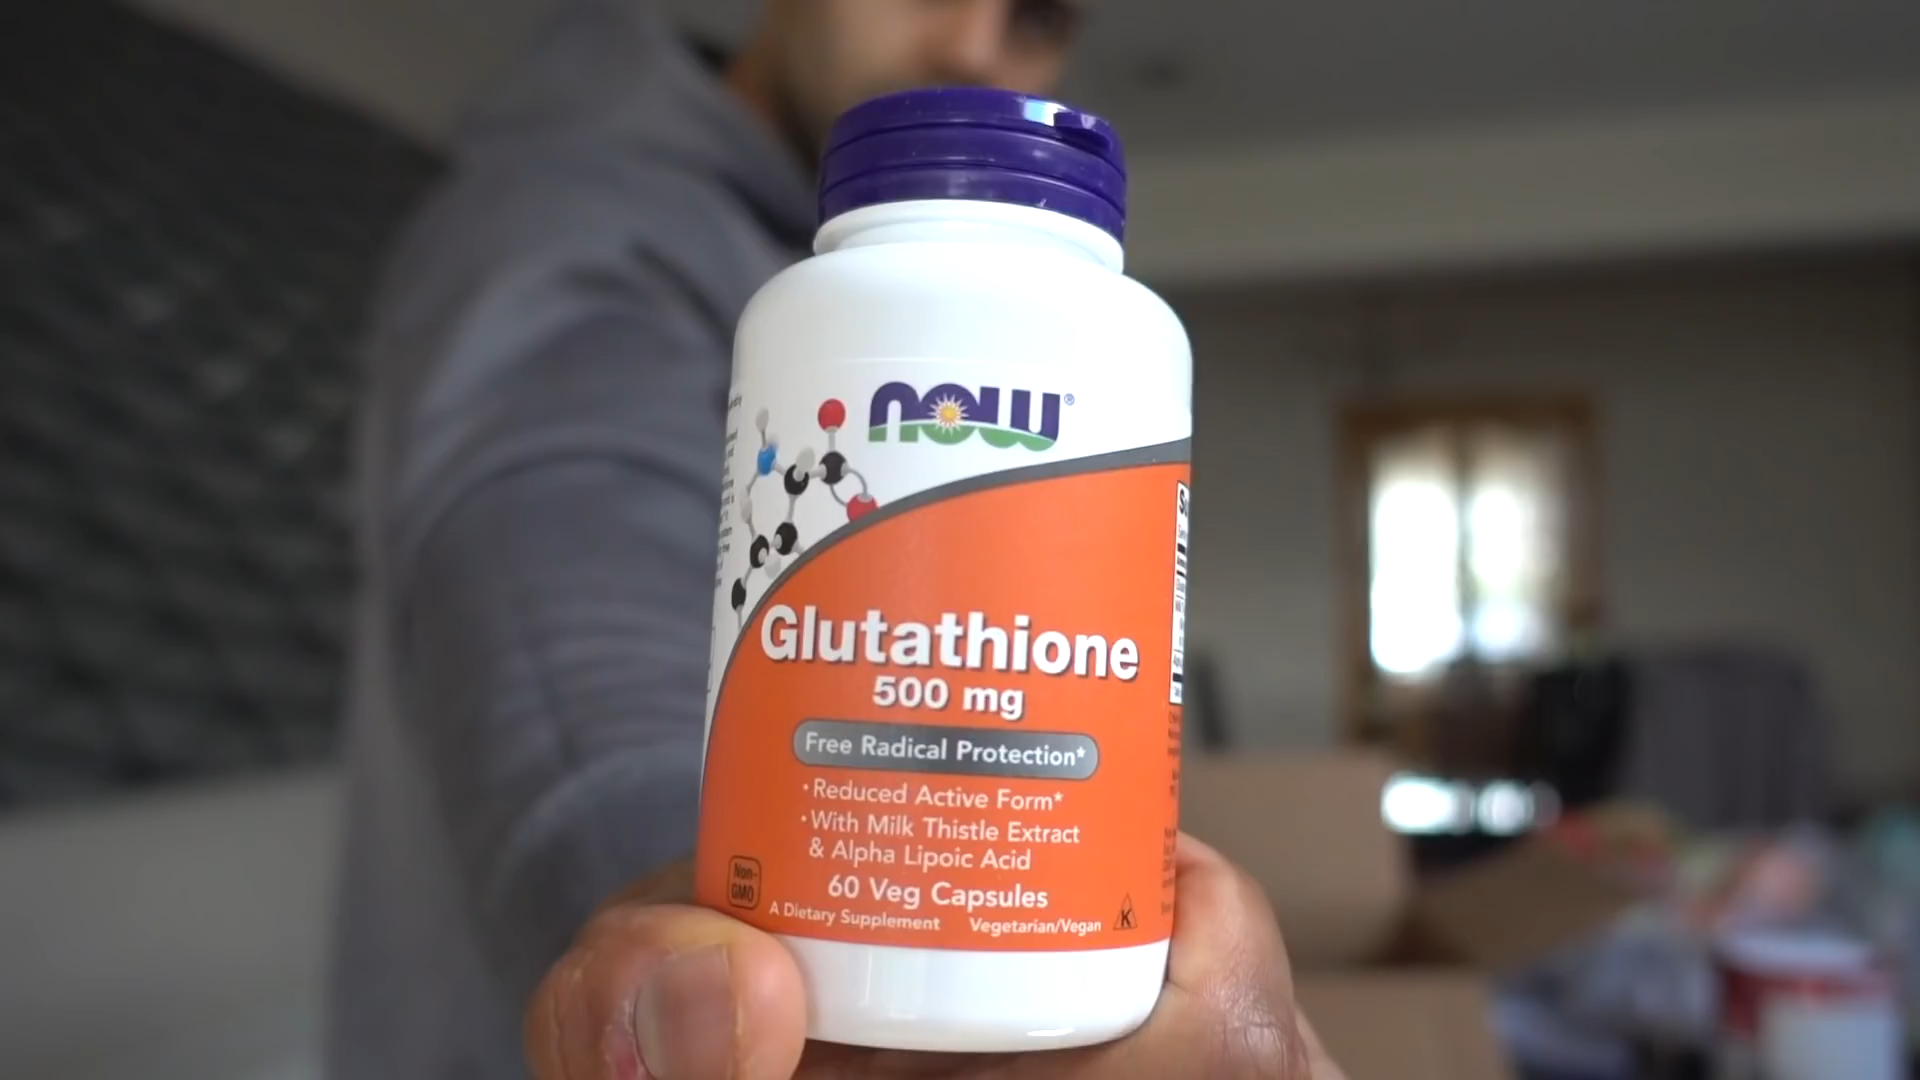 NOW®
Glutathione
500 mg
Free Radical Protection*
• Reduced Active Form*
• With Milk Thistle Extract
& Alpha Lipoic Acid
60 Veg Capsules
Non-
GMO
A Dietary Supplement Vegetarian/Vegan
K